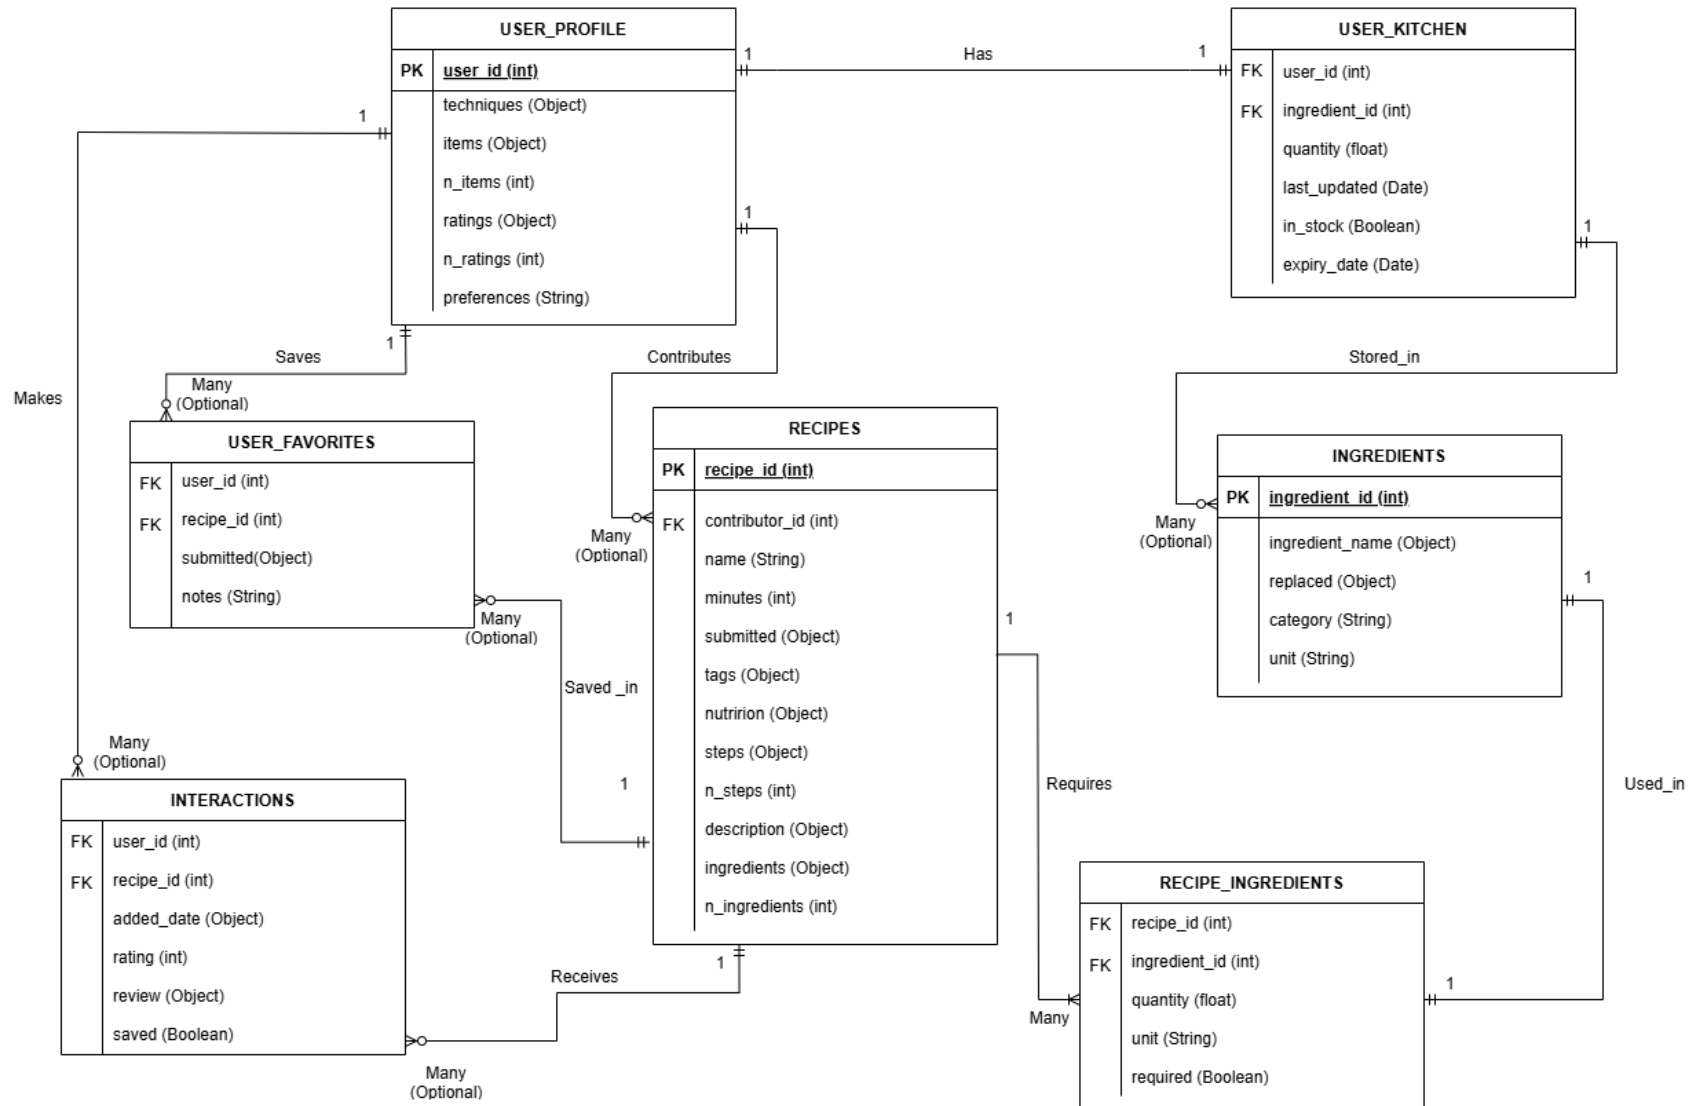 USER_PROFILE
PK user_id (int)
techniques (Object)
items (Object)
n_items (int)
ratings (Object)
n_ratings (int)
preferences (String)
1
Has
1
USER_KITCHEN
FK user_id (int)
FK ingredient_id (int)
quantity (float)
last_updated (Date)
in_stock (Boolean)
expiry_date (Date)
1
1
1
1
Saves
Contributes
Stored_in
Makes
Many
(Optional)
USER_FAVORITES
FK user_id (int)
FK recipe_id (int)
submitted(Object)
notes (String)
Many
(Optional)
Many
(Optional)
RECIPES
PK recipe_id (int)
FK contributor_id (int)
name (String)
minutes (int)
submitted (Object)
tags (Object)
nutririon (Object)
steps (Object)
n_steps (int)
description (Object)
ingredients (Object)
n_ingredients (int)
Many
(Optional)
INGREDIENTS
PK ingredient_id (int)
ingredient_name (Object)
replaced (Object)
category (String)
unit (String)
1
1
Saved _in
1
Requires
Used_in
Many
(Optional)
INTERACTIONS
FK user_id (int)
FK recipe_id (int)
added_date (Object)
rating (int)
review (Object)
saved (Boolean)
1
Receives
Many
(Optional)
RECIPE_INGREDIENTS
FK recipe_id (int)
FK ingredient_id (int)
quantity (float)
unit (String)
required (Boolean)
1
Many